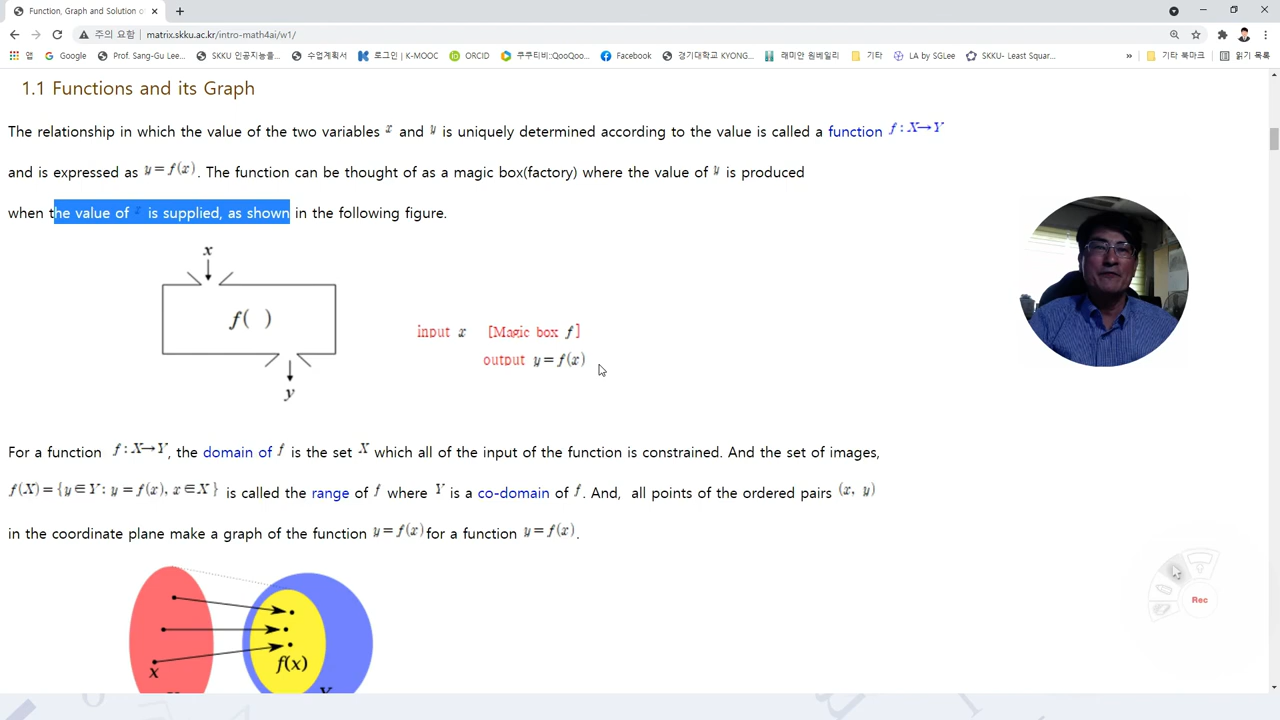 Function, Graph and Solution o
주의 요함 | matrix.skku.ac.kr/intro-math4ai/w1/
앱 Google Prof. Sang-Gu Lee... SKKU 인공지능들... 수업계획서 로그인 | K-MOOC ORCID 쿠쿠티비::QooQoo... Facebook 경기대학교 KYONG... 래미안 원베일리 기타 LA by SGLee SKKU- Least Squar... » 기타 북마크 읽기 목록
1.1 Functions and its Graph
The relationship in which the value of the two variables x and y is uniquely determined according to the value is called a function f : X→Y
and is expressed as y = f(x). The function can be thought of as a magic box(factory) where the value of y is produced
when the value of x is supplied, as shown in the following figure.
x
f( )
y
input x [Magic box f]
output y = f(x)
For a function f : X→Y, the domain of f is the set X which all of the input of the function is constrained. And the set of images,
f(X) = {y∈Y : y = f(x), x∈X} is called the range of f where Y is a co-domain of f. And, all points of the ordered pairs (x, y)
in the coordinate plane make a graph of the function y = f(x) for a function y = f(x).
x
f(x)
Rec